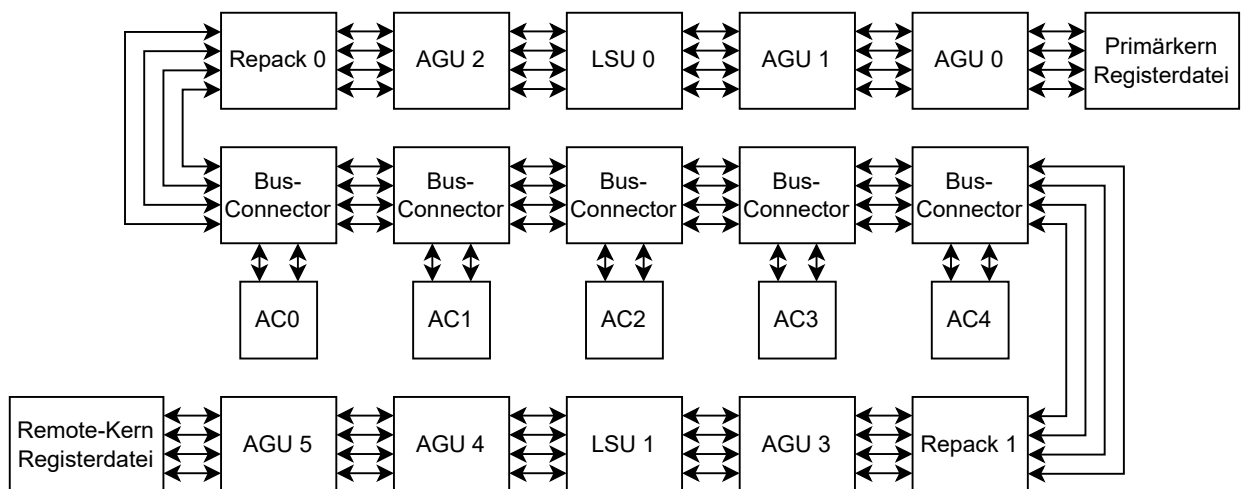 Repack 0
AGU 2
LSU 0
AGU 1
AGU 0
Primärkern
Registerdatei
Bus-
Connector
Bus-
Connector
Bus-
Connector
Bus-
Connector
Bus-
Connector
AC0
AC1
AC2
AC3
AC4
Remote-Kern
Registerdatei
AGU 5
AGU 4
LSU 1
AGU 3
Repack 1